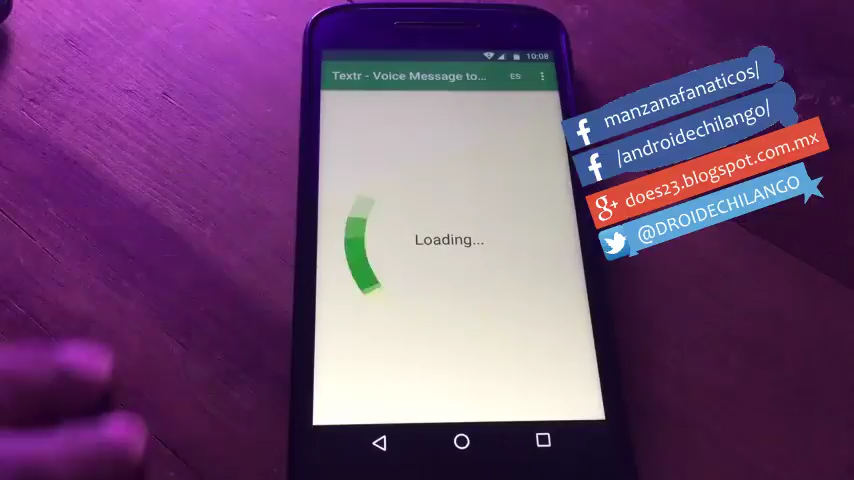 10:08
Textr - Voice Message to...
ES
Loading...
manzanafanaticos/
/androidechilango/
does23.blogspot.com.mx
@DROIDECHILANGO